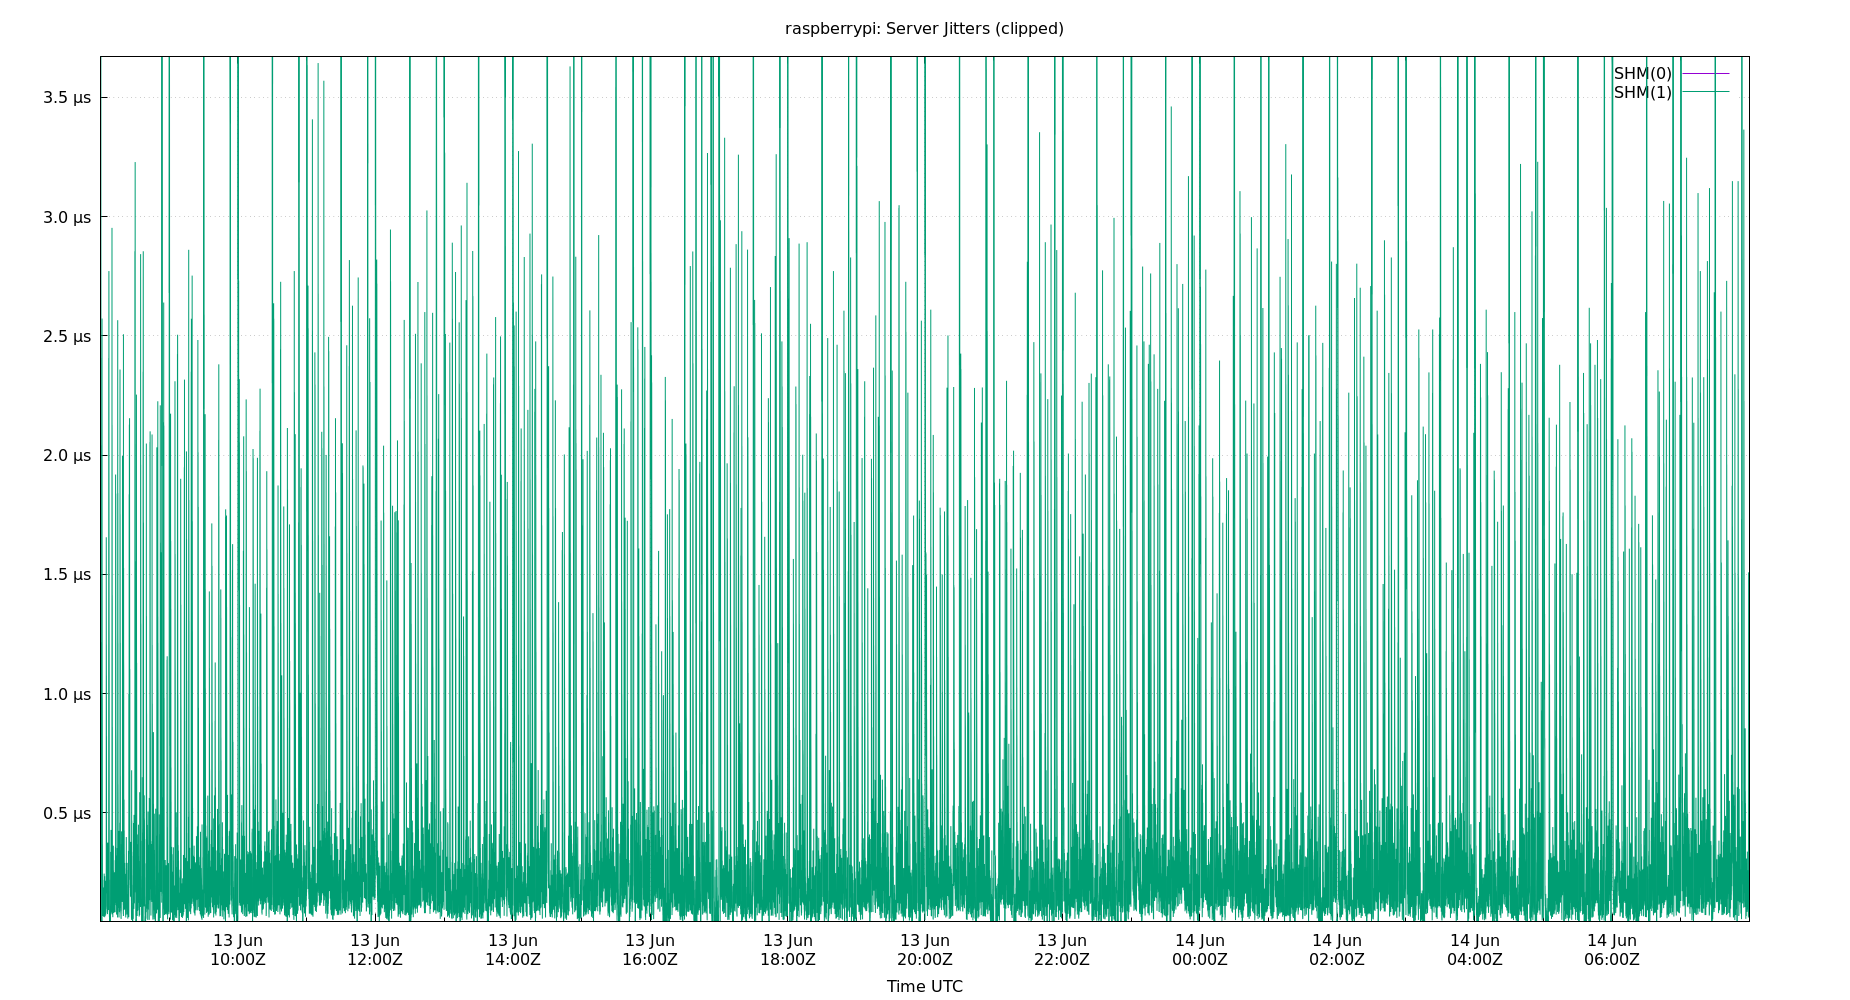 raspberrypi: Server Jitters (clipped)
SHM(0)
SHM(1)
3.5 µs
3.0 µs
2.5 µs
2.0 µs
1.5 µs
1.0 µs
0.5 µs
13 Jun 13 Jun 13 Jun 13 Jun 13 Jun 13 Jun 13 Jun 14 Jun 14 Jun 14 Jun 14 Jun
10:00Z 12:00Z 14:00Z 16:00Z 18:00Z 20:00Z 22:00Z 00:00Z 02:00Z 04:00Z 06:00Z
Time UTC